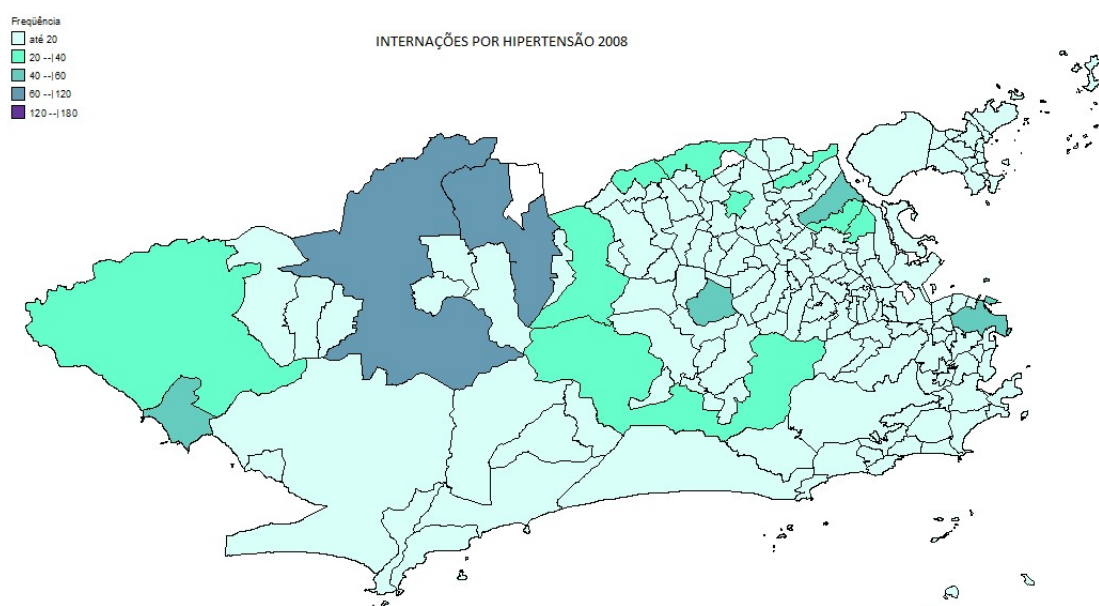 Freqüência
até 20
20 --| 40
40 --| 60
60 --| 120
120 --| 180
INTERNAÇÕES POR HIPERTENSÃO 2008